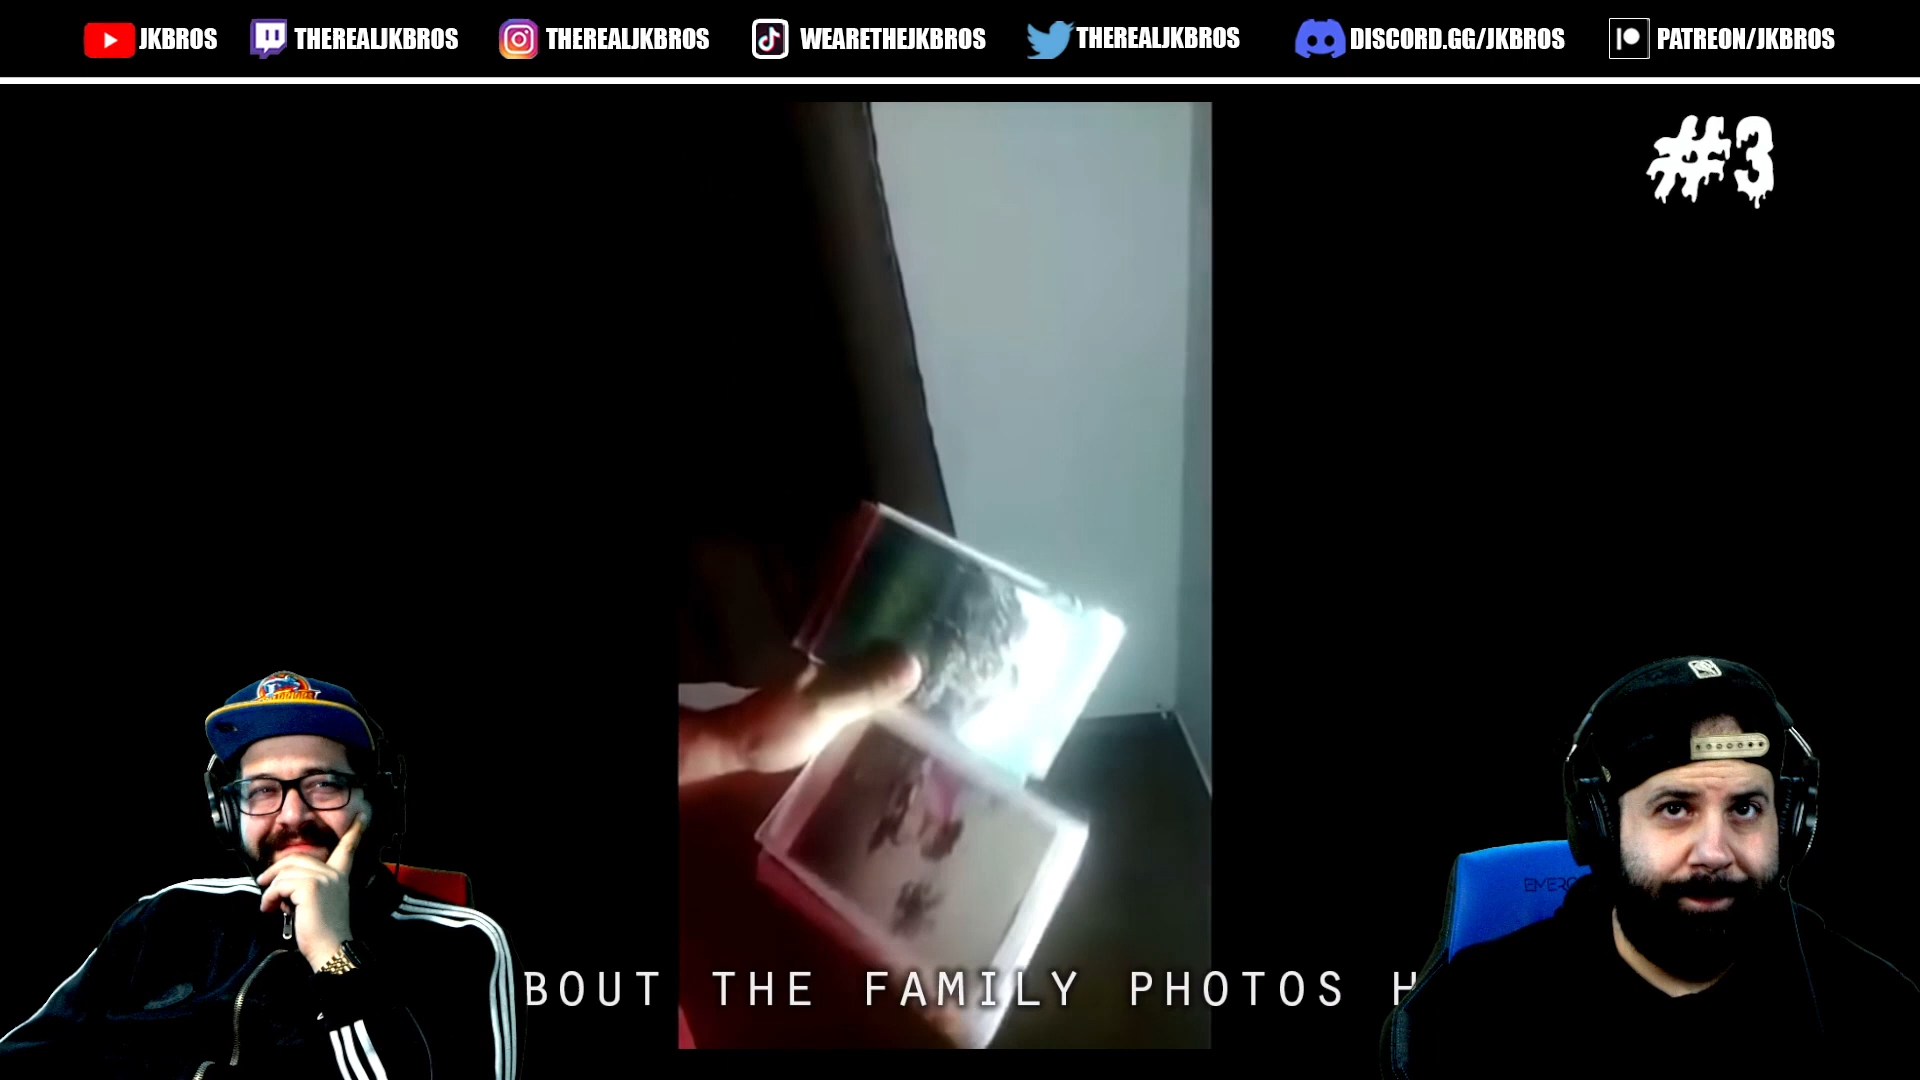 JKBROS THEREALJKBROS THEREALJKBROS WEARETHEJKBROS THEREALJKBROS DISCORD.GG/JKBROS PATREON/JKBROS
#3
BOUT THE FAMILY PHOTOS H